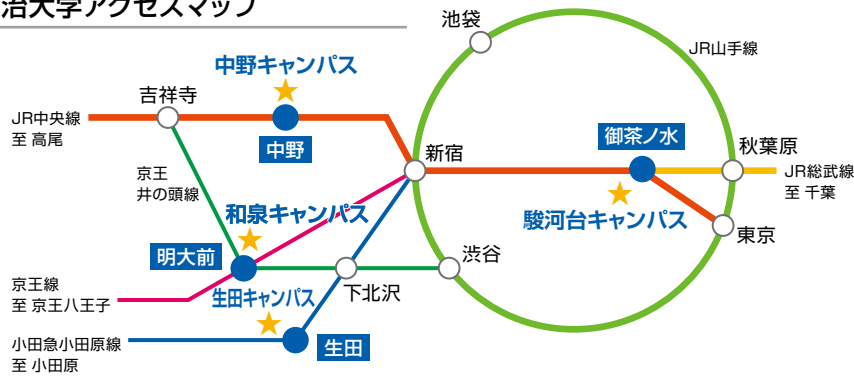 治大学アクセスマップ
池袋
JR山手線
中野キャンパス
吉祥寺
JR中央線
至 高尾
中野
御茶ノ水
新宿
秋葉原
JR総武線
至 千葉
京王
井の頭線
和泉キャンパス
駿河台キャンパス
東京
明大前
渋谷
京王線
至 京王八王子
生田キャンパス
下北沢
小田急小田原線
至 小田原
生田